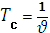 T_c = 1/ϑ